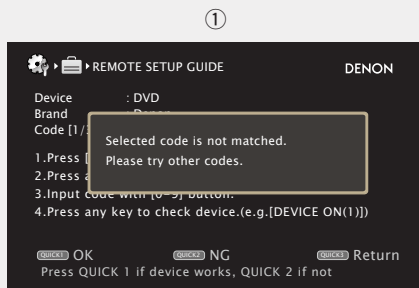 ①
REMOTE SETUP GUIDE
DENON
Device : DVD
Brand
Code [1/
Selected code is not matched.
Please try other codes.
1.Press [
2.Press
3.Input code with [0-9] button.
4.Press any key to check device.(e.g.[DEVICE ON(1)])
QUICK1 OK QUICK2 NG QUICK3 Return
Press QUICK 1 if device works, QUICK 2 if not